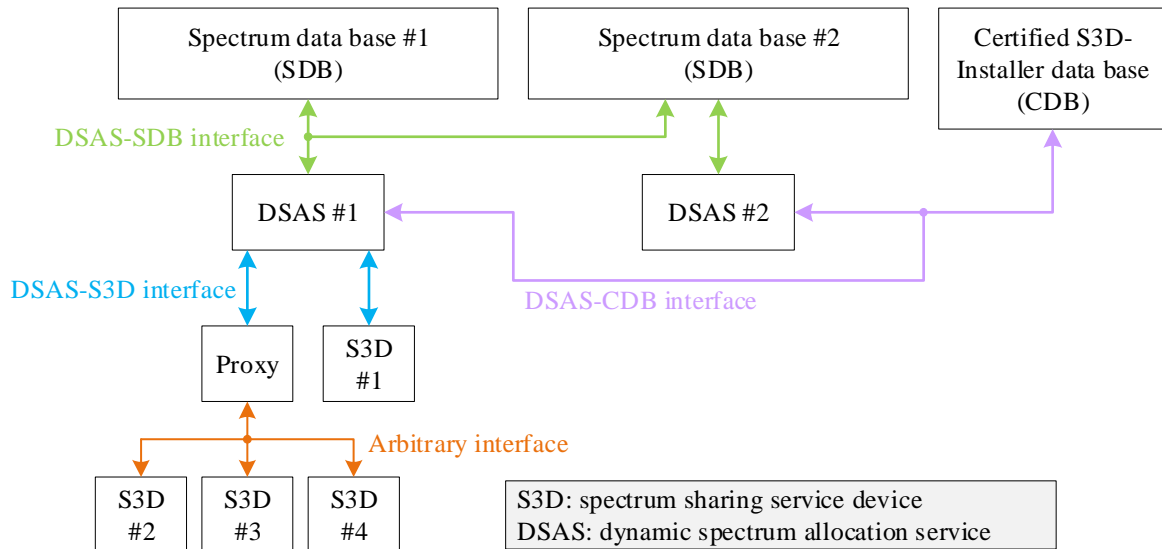 Spectrum data base #1
(SDB)
Spectrum data base #2
(SDB)
Certified S3D-
Installer data base
(CDB)
DSAS-SDB interface
DSAS #1
DSAS #2
DSAS-S3D interface
DSAS-CDB interface
Proxy
S3D
#1
Arbitrary interface
S3D
#2
S3D
#3
S3D
#4
S3D: spectrum sharing service device
DSAS: dynamic spectrum allocation service